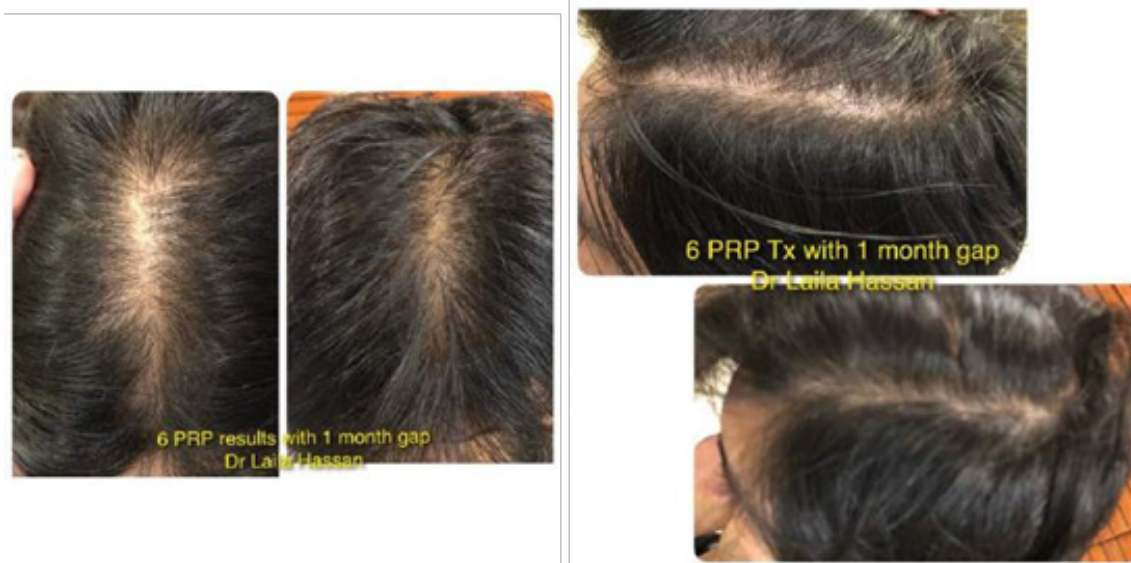 6 PRP results with 1 month gap
Dr Laila Hassan
6 PRP Tx with 1 month gap
Dr Laila Hassan